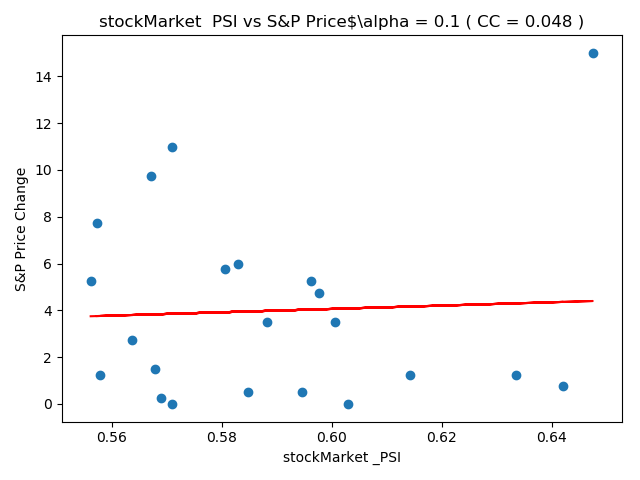 stockMarket  PSI vs S&P Price$\alpha = 0.1 ( CC = 0.048 )
14
12
10
8
6
4
2
0
S&P Price Change
0.56 0.58 0.60 0.62 0.64
stockMarket _PSI